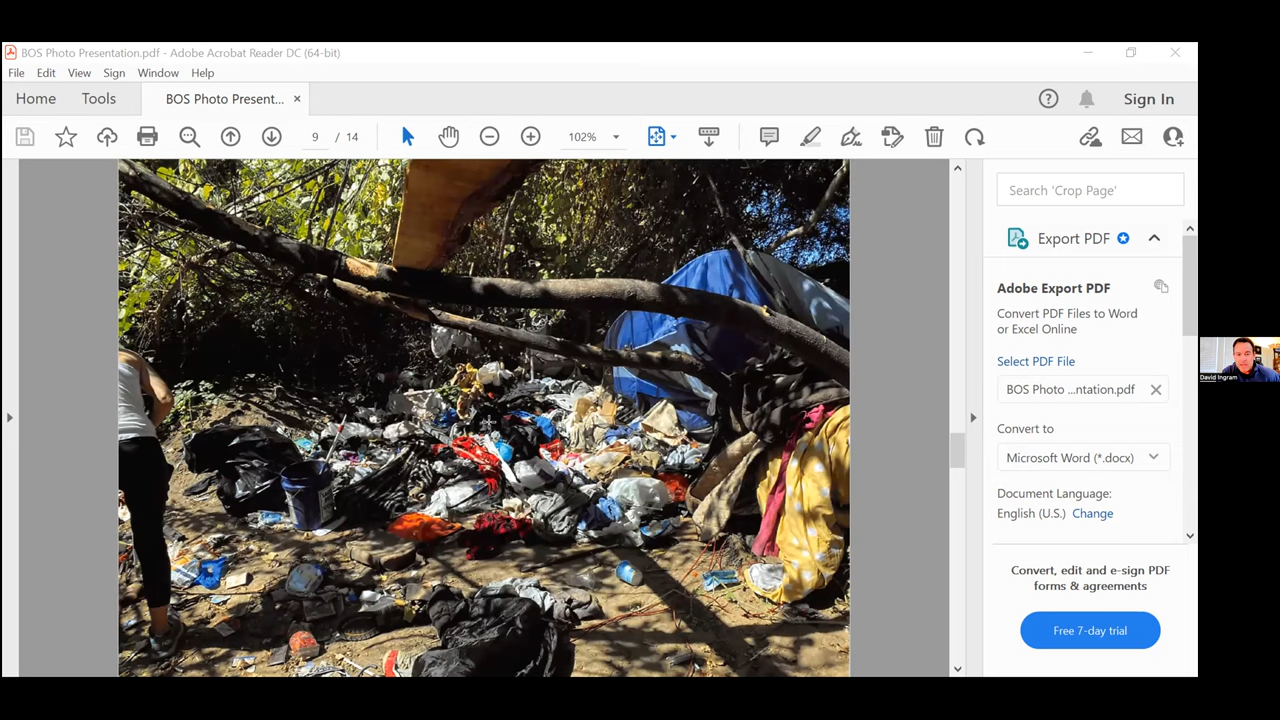 BOS Photo Presentation.pdf - Adobe Acrobat Reader DC (64-bit)
File Edit View Sign Window Help
Home Tools BOS Photo Present... × Sign In
9 / 14 102%
Search 'Crop Page'
Export PDF
Adobe Export PDF
Convert PDF Files to Word
or Excel Online
Select PDF File
BOS Photo ...ntation.pdf
Convert to
Microsoft Word (*.docx)
Document Language:
English (U.S.) Change
Convert, edit and e-sign PDF
forms & agreements
Free 7-day trial
David Ingram